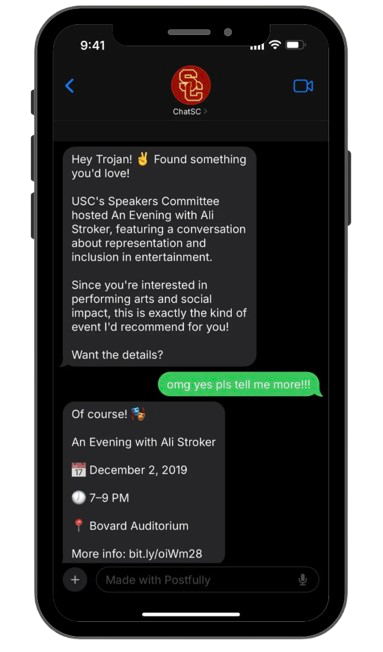 9:41
SC
ChatSC >
Hey Trojan! ✌️ Found something
you'd love!
USC's Speakers Committee
hosted An Evening with Ali
Stroker, featuring a conversation
about representation and
inclusion in entertainment.
Since you're interested in
performing arts and social
impact, this is exactly the kind of
event I'd recommend for you!
Want the details?
omg yes pls tell me more!!!
Of course! 🎭
An Evening with Ali Stroker
📅 December 2, 2019
🕖 7–9 PM
📍 Bovard Auditorium
More info: bit.ly/oiWm28
+ Made with Postfully